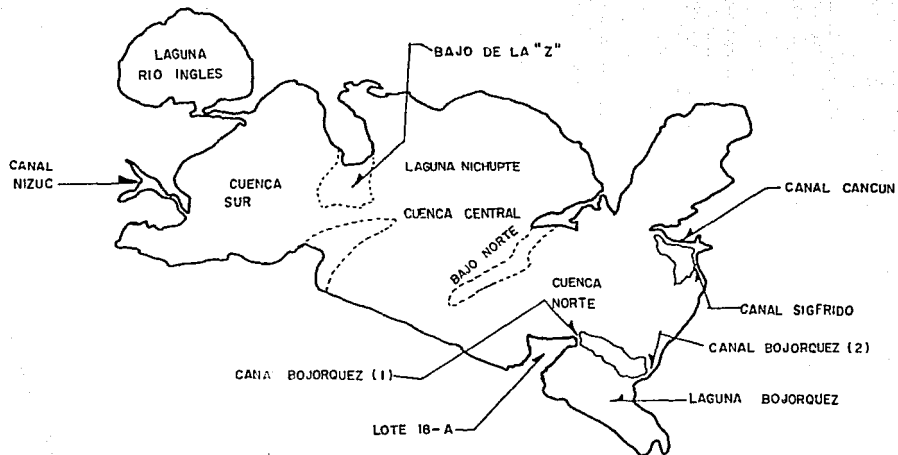 LAGUNA
RIO INGLES
BAJO DE LA "Z"
CANAL
NIZUC
CUENCA
SUR
LAGUNA NICHUPTE
CUENCA CENTRAL
CANAL CANCUN
BAJO NORTE
CUENCA
NORTE
CANAL SIGFRIDO
CANAL BOJORQUEZ (2)
CANA BOJORQUEZ (1)
LAGUNA BOJORQUEZ
LOTE 18-A